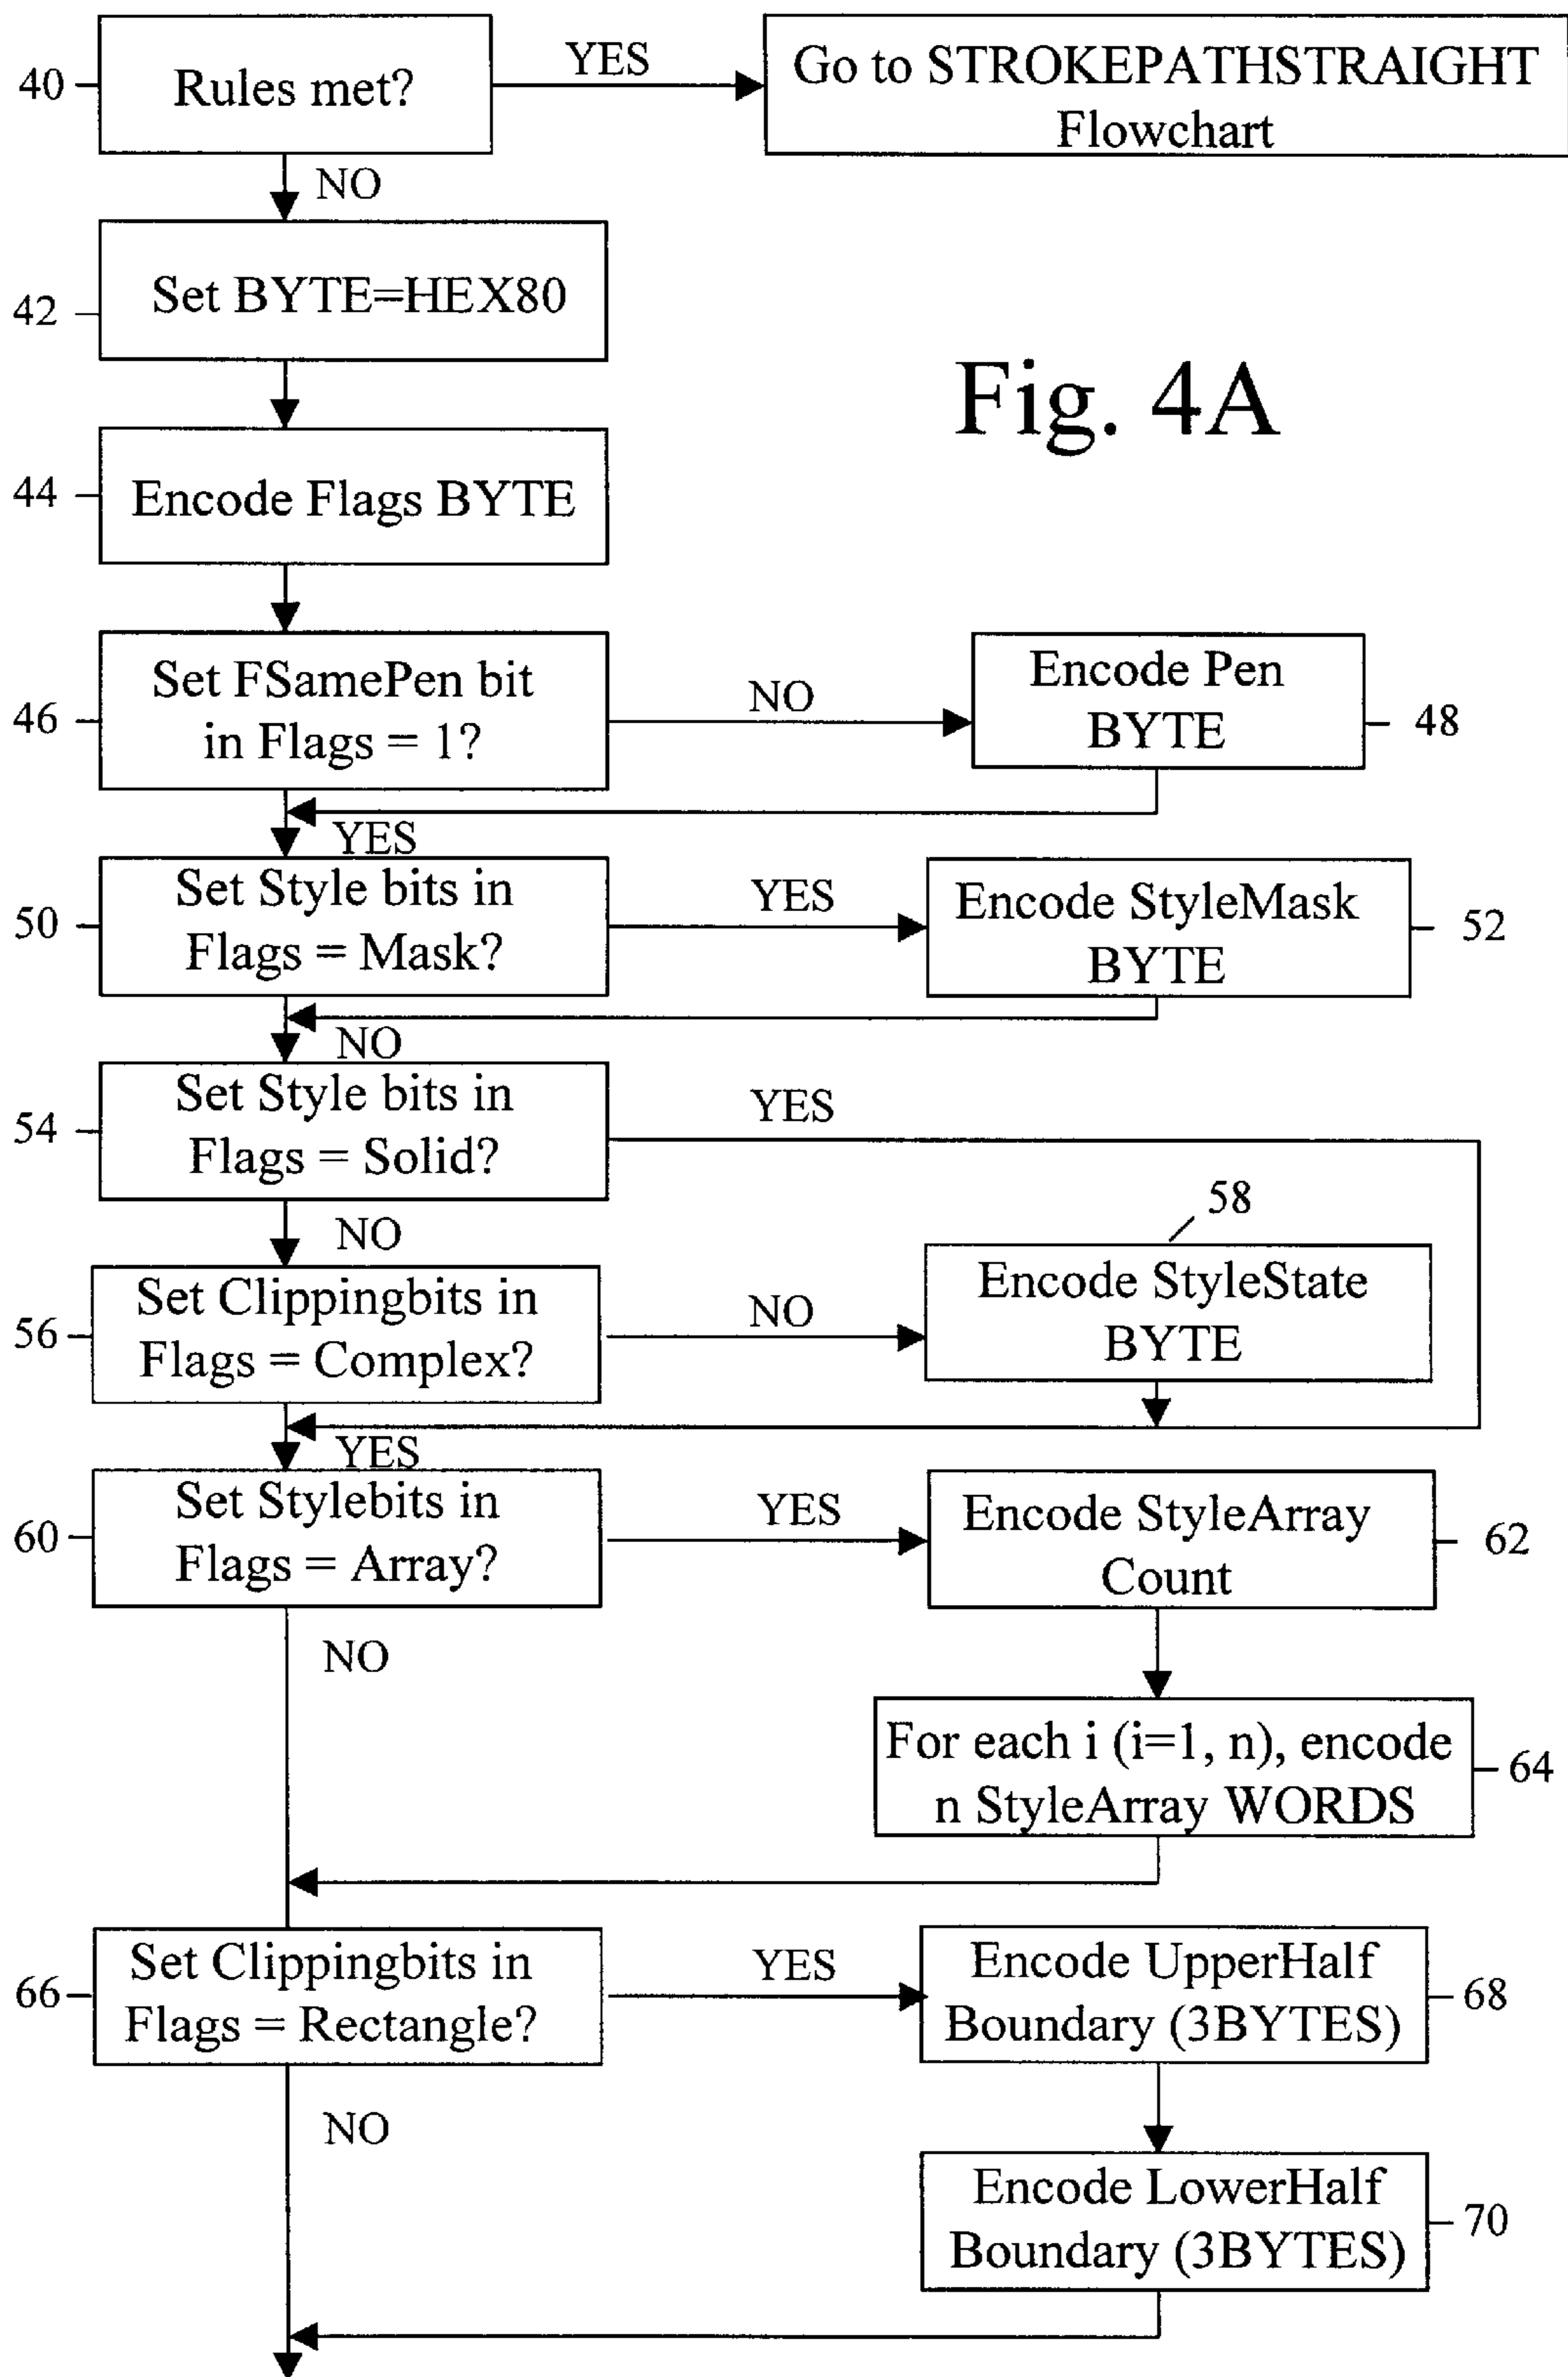 40
Rules met?
YES
Go to STROKEPATHSTRAIGHT
Flowchart
NO
42
Set BYTE=HEX80
Fig. 4A
44
Encode Flags BYTE
46
Set FSamePen bit
in Flags = 1?
NO
Encode Pen
BYTE
48
YES
50
Set Style bits in
Flags = Mask?
YES
Encode StyleMask
BYTE
52
NO
54
Set Style bits in
Flags = Solid?
YES
NO
58
56
Set Clippingbits in
Flags = Complex?
NO
Encode StyleState
BYTE
YES
60
Set Stylebits in
Flags = Array?
YES
Encode StyleArray
Count
62
NO
For each i (i=1, n), encode
n StyleArray WORDS
64
66
Set Clippingbits in
Flags = Rectangle?
YES
Encode UpperHalf
Boundary (3BYTES)
68
NO
Encode LowerHalf
Boundary (3BYTES)
70